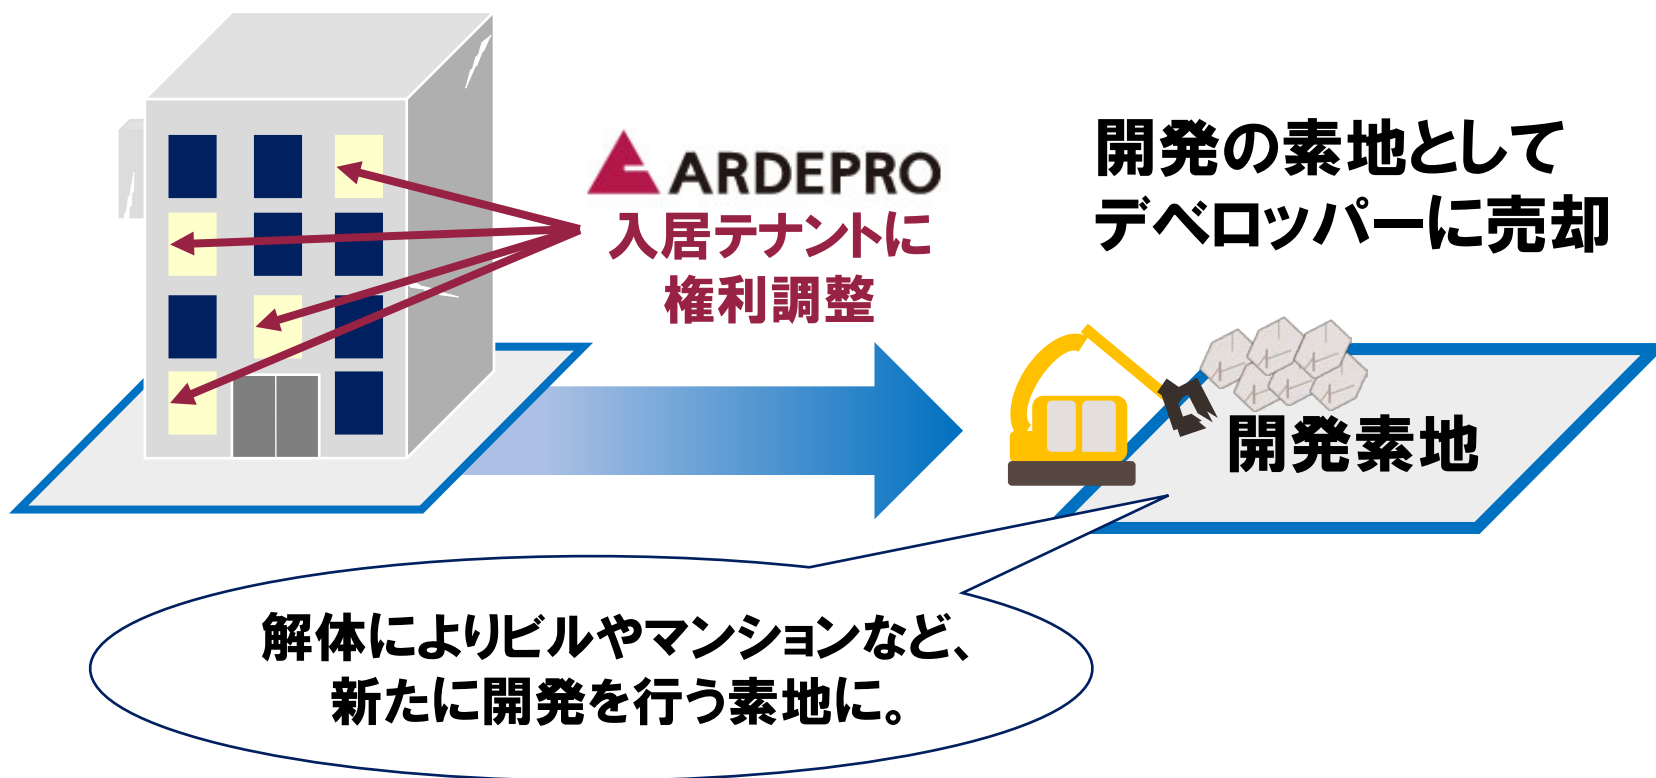 ARDEPRO
入居テナントに
権利調整
開発の素地として
デベロッパーに売却
開発素地
解体によりビルやマンションなど、
新たに開発を行う素地に。